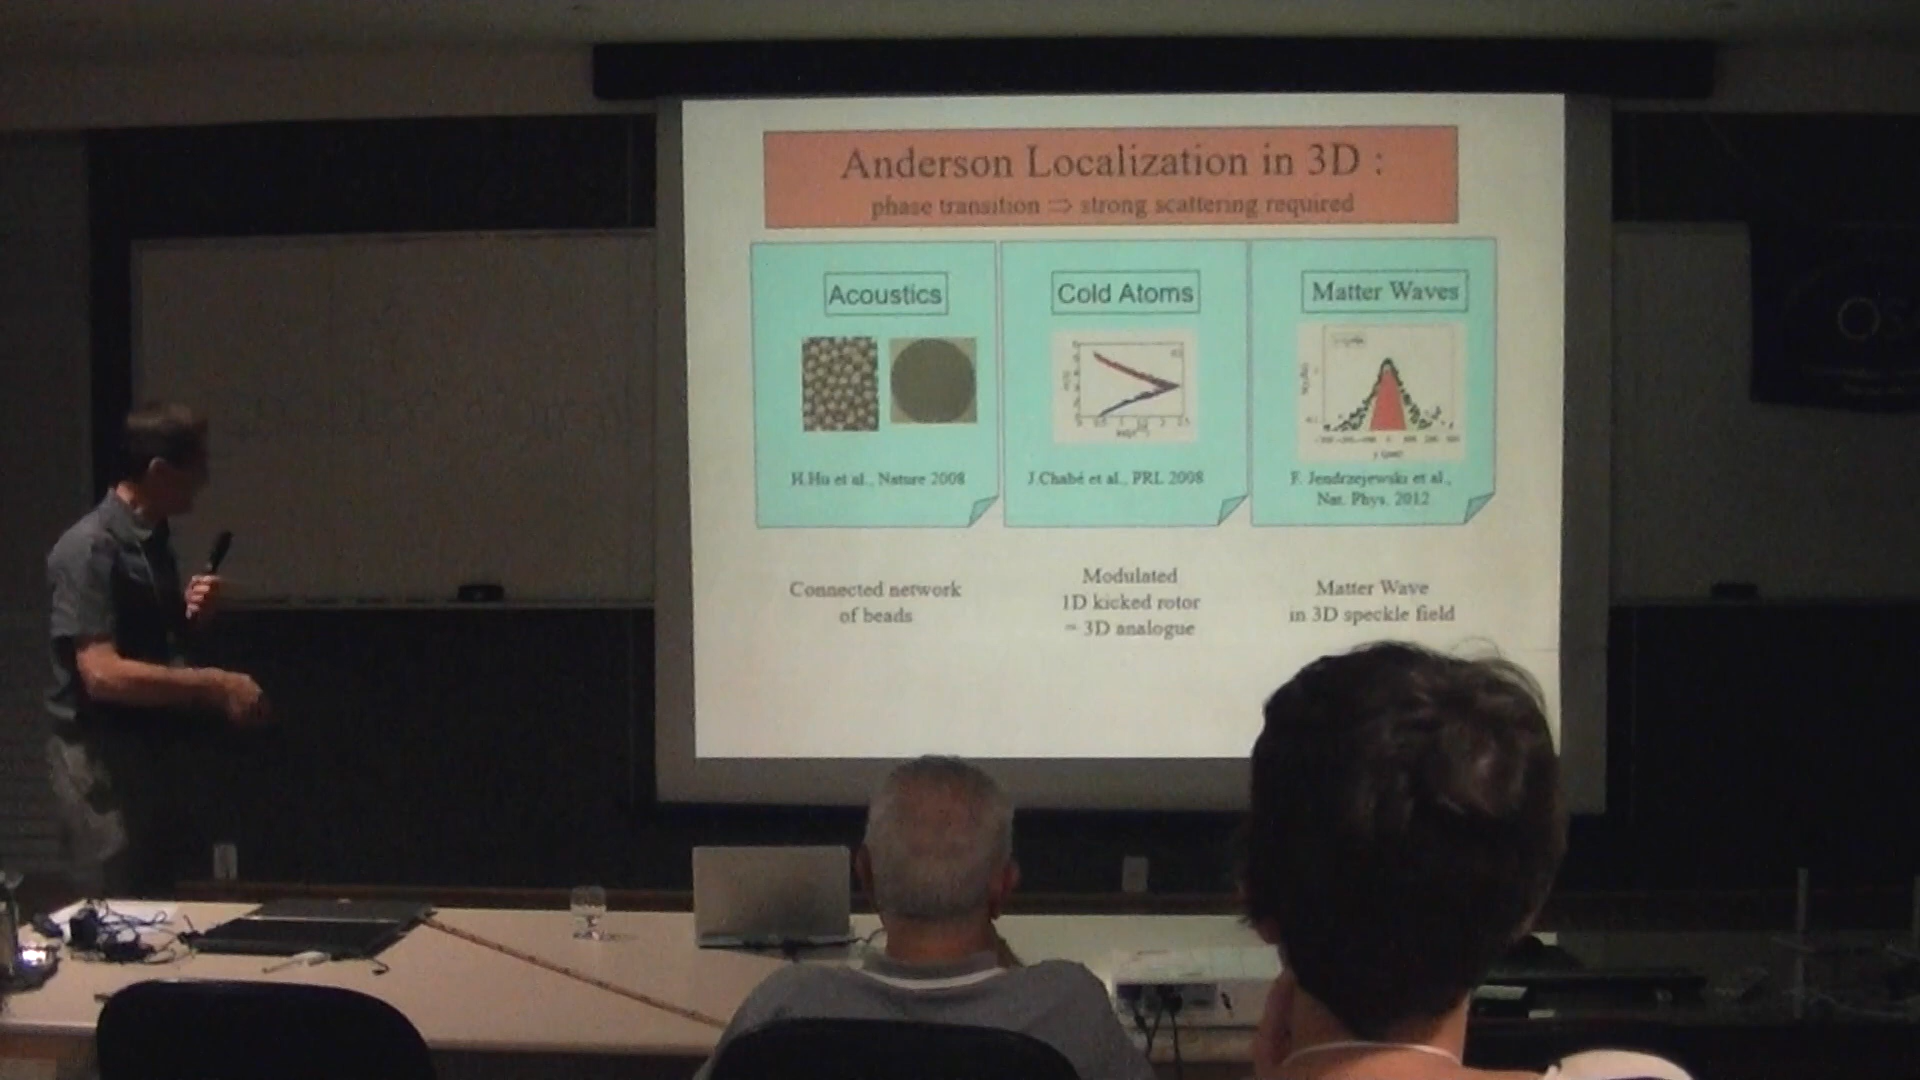 Anderson Localization in 3D :
phase transition ⇒ strong scattering required
Acoustics
Cold Atoms
Matter Waves
H.Hu et al., Nature 2008
J.Chabé et al., PRL 2008
F. Jendrzejewski et al.,
Nat. Phys. 2012
Connected network
of beads
Modulated
1D kicked rotor
= 3D analogue
Matter Wave
in 3D speckle field